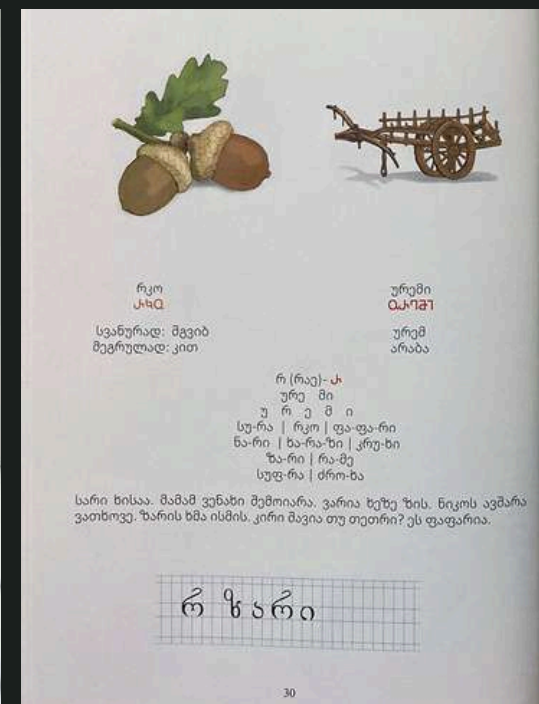 რკო
ⴐⴉⴍ
ურემი
ⴓⴐⴄⴋⴈ
სვანურად: მგვიბ
მეგრულად: კით
ურემ
არაბა
რ (რაე)- ⴐ
ურე მი
უ რ ე მ ი
სუ-რა | რკო | ფა-ფა-რი
ნა-რი | ხა-რა-ზი | კრუ-ხი
ზა-რი | რა-მე
სუფ-რა | ძრო-ხა
სარი ხისაა. მამამ ვენახი შემოიარა. ვარია ხეზე ზის. ნიკოს ავშარა
ვათხოვე. ზარის ხმა ისმის. კირი შავია თუ თეთრი? ეს ფაფარია.
რ ზარი
30